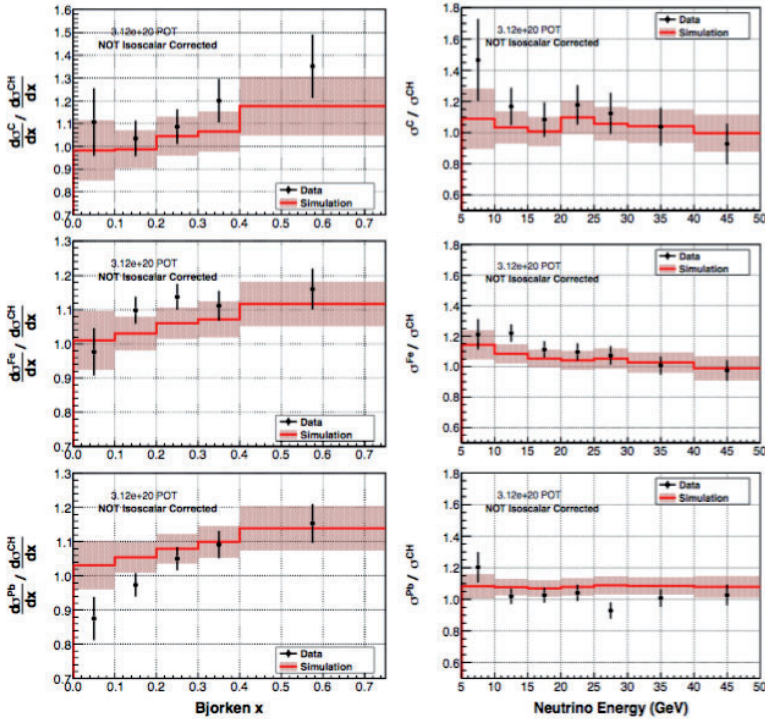 3.12e+20 POT
NOT Isoscalar Corrected
dσ^C/dx / dσ^CH/dx
Data
Simulation
1.6
1.5
1.4
1.3
1.2
1.1
1.0
0.9
0.8
0.7
0.0 0.1 0.2 0.3 0.4 0.5 0.6 0.7
3.12e+20 POT
NOT Isoscalar Corrected
σ^C / σ^CH
Data
Simulation
1.8
1.6
1.4
1.2
1.0
0.8
0.6
5 10 15 20 25 30 35 40 45 50
3.12e+20 POT
NOT Isoscalar Corrected
dσ^Fe/dx / dσ^CH/dx
Data
Simulation
1.3
1.2
1.1
1.0
0.9
0.8
0.7
0.0 0.1 0.2 0.3 0.4 0.5 0.6 0.7
3.12e+20 POT
NOT Isoscalar Corrected
σ^Fe / σ^CH
Data
Simulation
1.8
1.6
1.4
1.2
1.0
0.8
0.6
5 10 15 20 25 30 35 40 45 50
3.12e+20 POT
NOT Isoscalar Corrected
dσ^Pb/dx / dσ^CH/dx
Data
Simulation
1.3
1.2
1.1
1.0
0.9
0.8
0.7
0.0 0.1 0.2 0.3 0.4 0.5 0.6 0.7
Bjorken x
3.12e+20 POT
NOT Isoscalar Corrected
σ^Pb / σ^CH
Data
Simulation
1.8
1.6
1.4
1.2
1.0
0.8
0.6
5 10 15 20 25 30 35 40 45 50
Neutrino Energy (GeV)